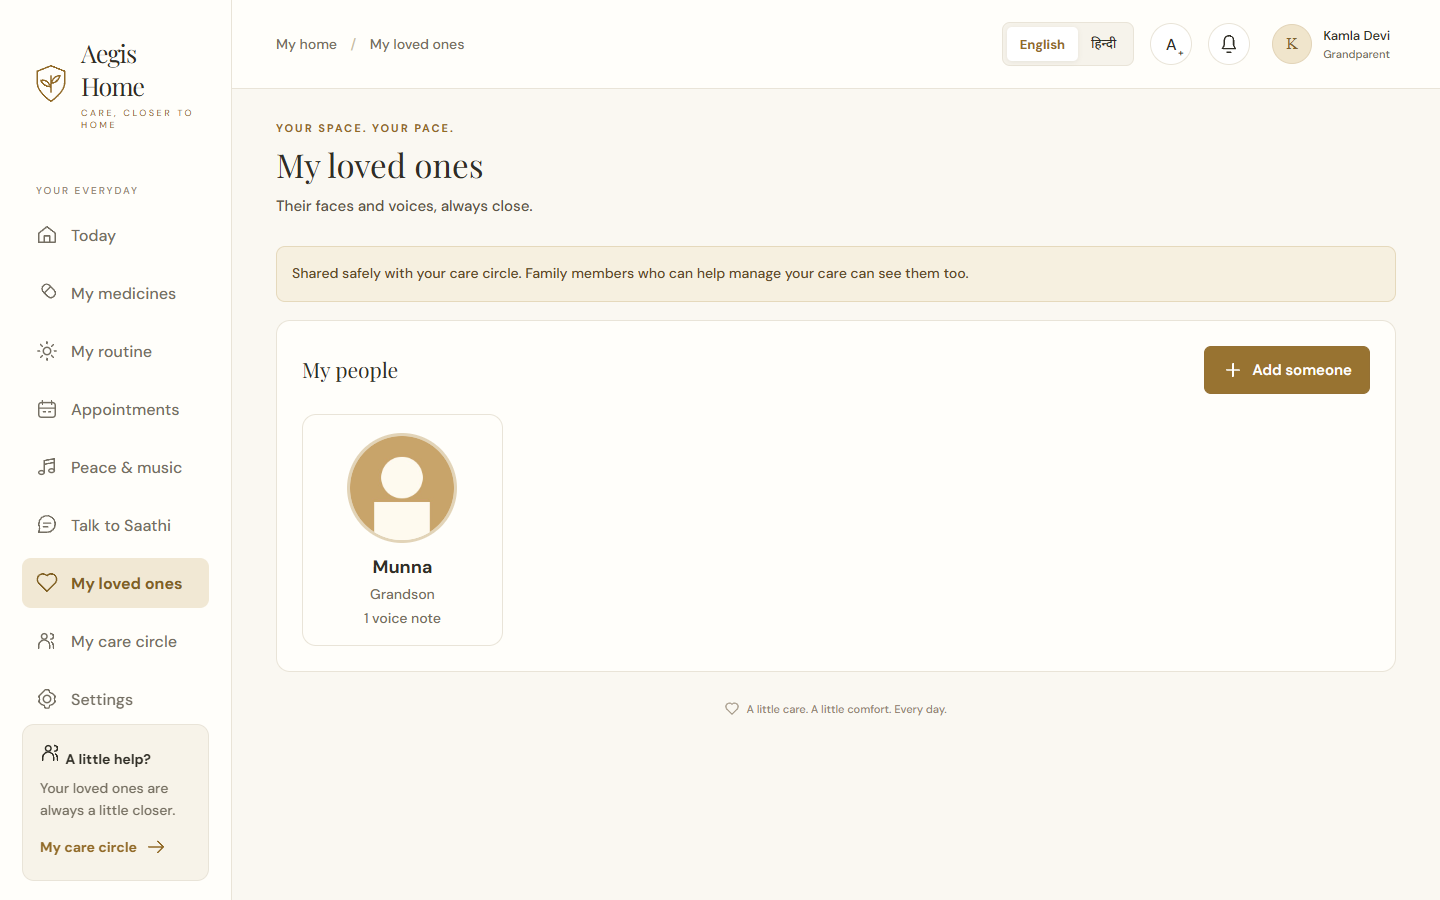 Aegis
Home
CARE, CLOSER TO
HOME
YOUR EVERYDAY
Today
My medicines
My routine
Appointments
Peace & music
Talk to Saathi
My loved ones
My care circle
Settings
A little help?
Your loved ones are
always a little closer.
My care circle
My home / My loved ones
English
हिन्दी
A+
K
Kamla Devi
Grandparent
YOUR SPACE. YOUR PACE.
My loved ones
Their faces and voices, always close.
Shared safely with your care circle. Family members who can help manage your care can see them too.
My people
Add someone
Munna
Grandson
1 voice note
A little care. A little comfort. Every day.